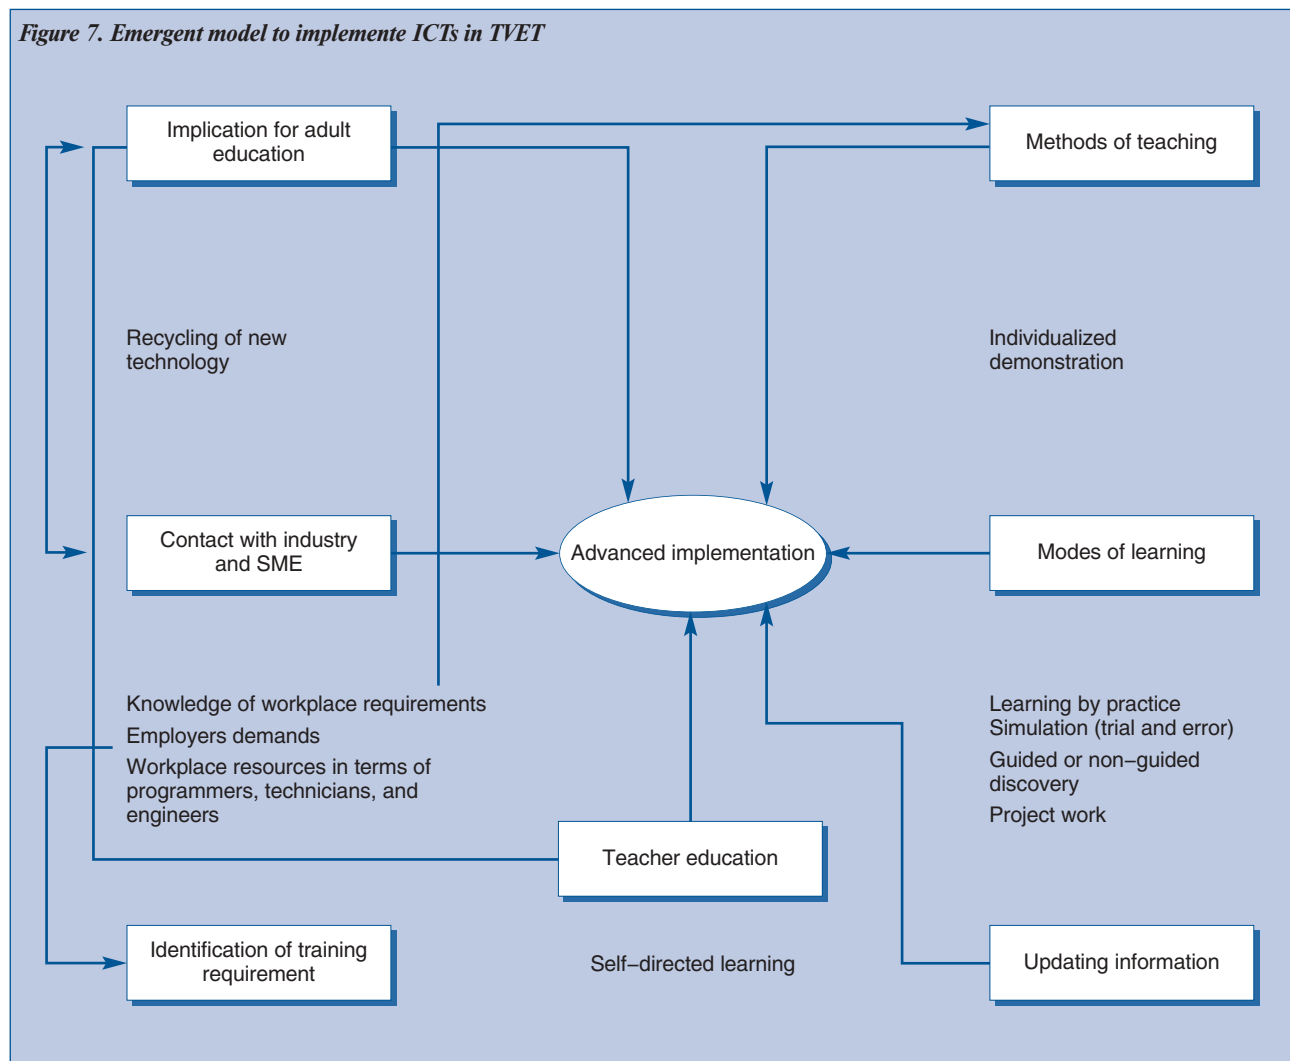 Figure 7. Emergent model to implemente ICTs in TVET
Implication for adult
education
Methods of teaching
Recycling of new
technology
Individualized
demonstration
Contact with industry
and SME
Advanced implementation
Modes of learning
Knowledge of workplace requirements
Employers demands
Workplace resources in terms of
programmers, technicians, and
engineers
Learning by practice
Simulation (trial and error)
Guided or non–guided
discovery
Project work
Teacher education
Identification of training
requirement
Self–directed learning
Updating information